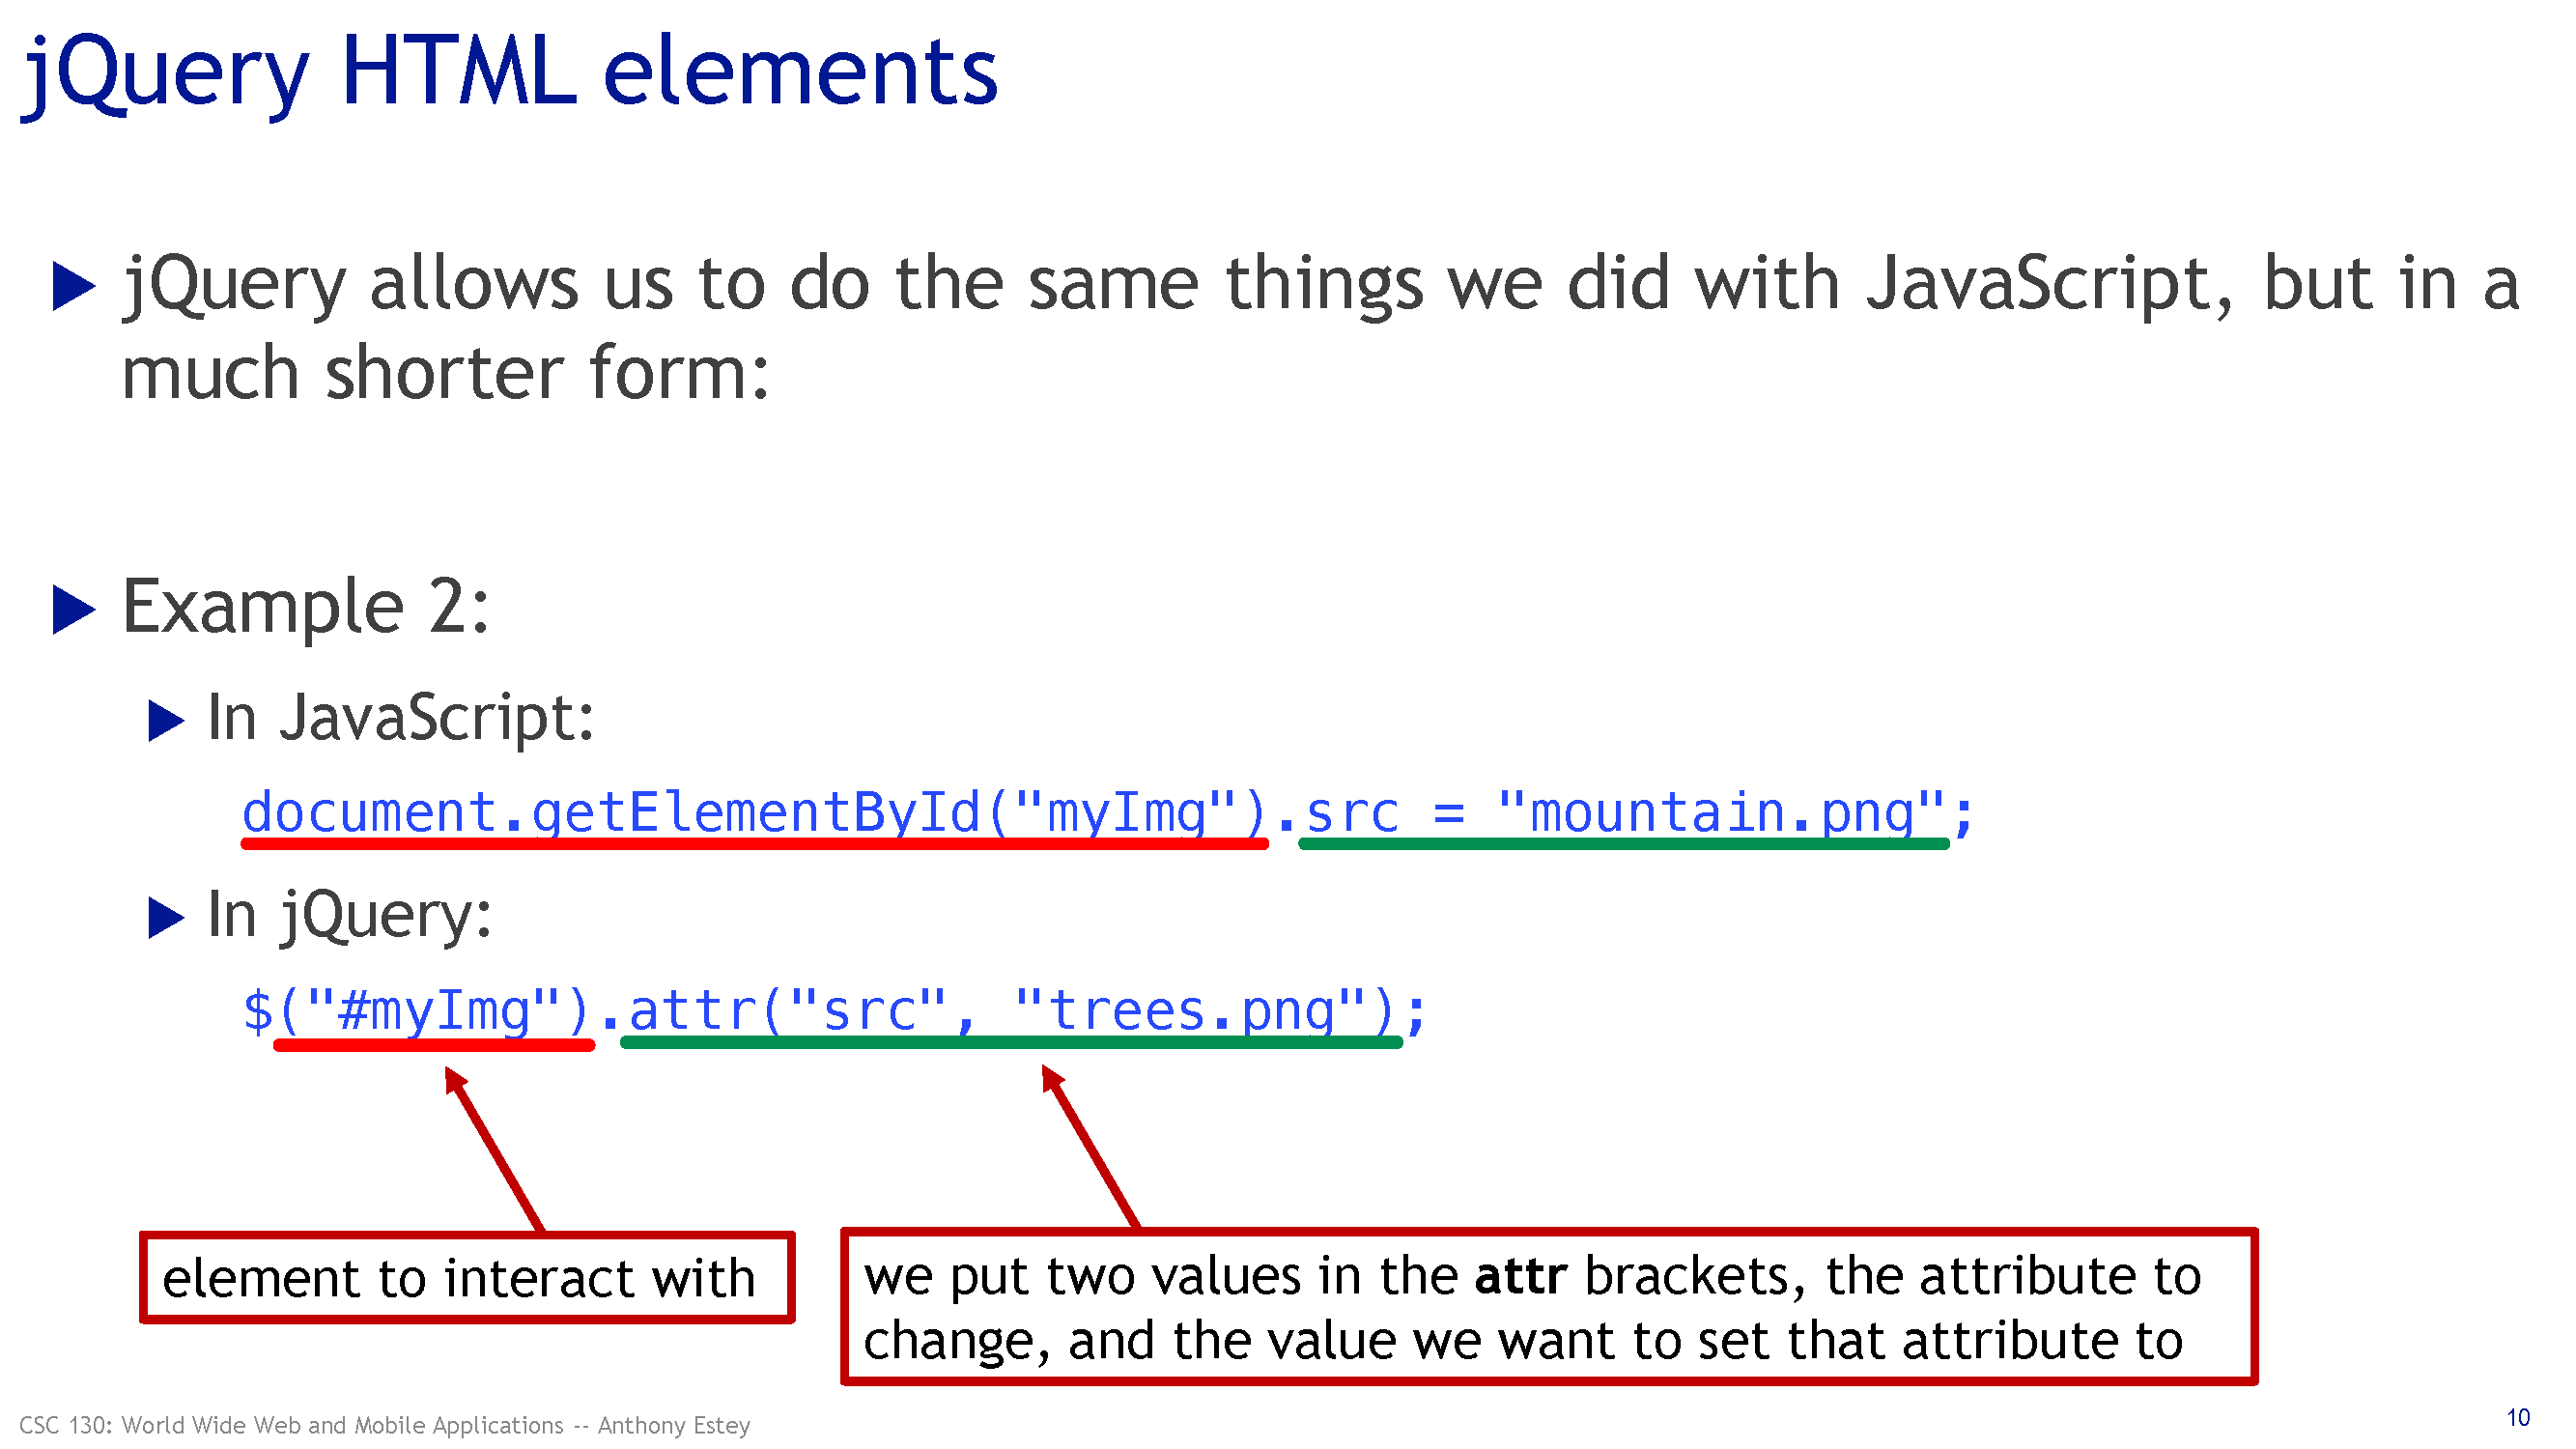 jQuery HTML elements
jQuery allows us to do the same things we did with JavaScript, but in a
much shorter form:
Example 2:
In JavaScript:
document.getElementById("myImg").src = "mountain.png";
In jQuery:
$("#myImg").attr("src", "trees.png");
element to interact with
we put two values in the attr brackets, the attribute to
change, and the value we want to set that attribute to
CSC 130: World Wide Web and Mobile Applications -- Anthony Estey
10